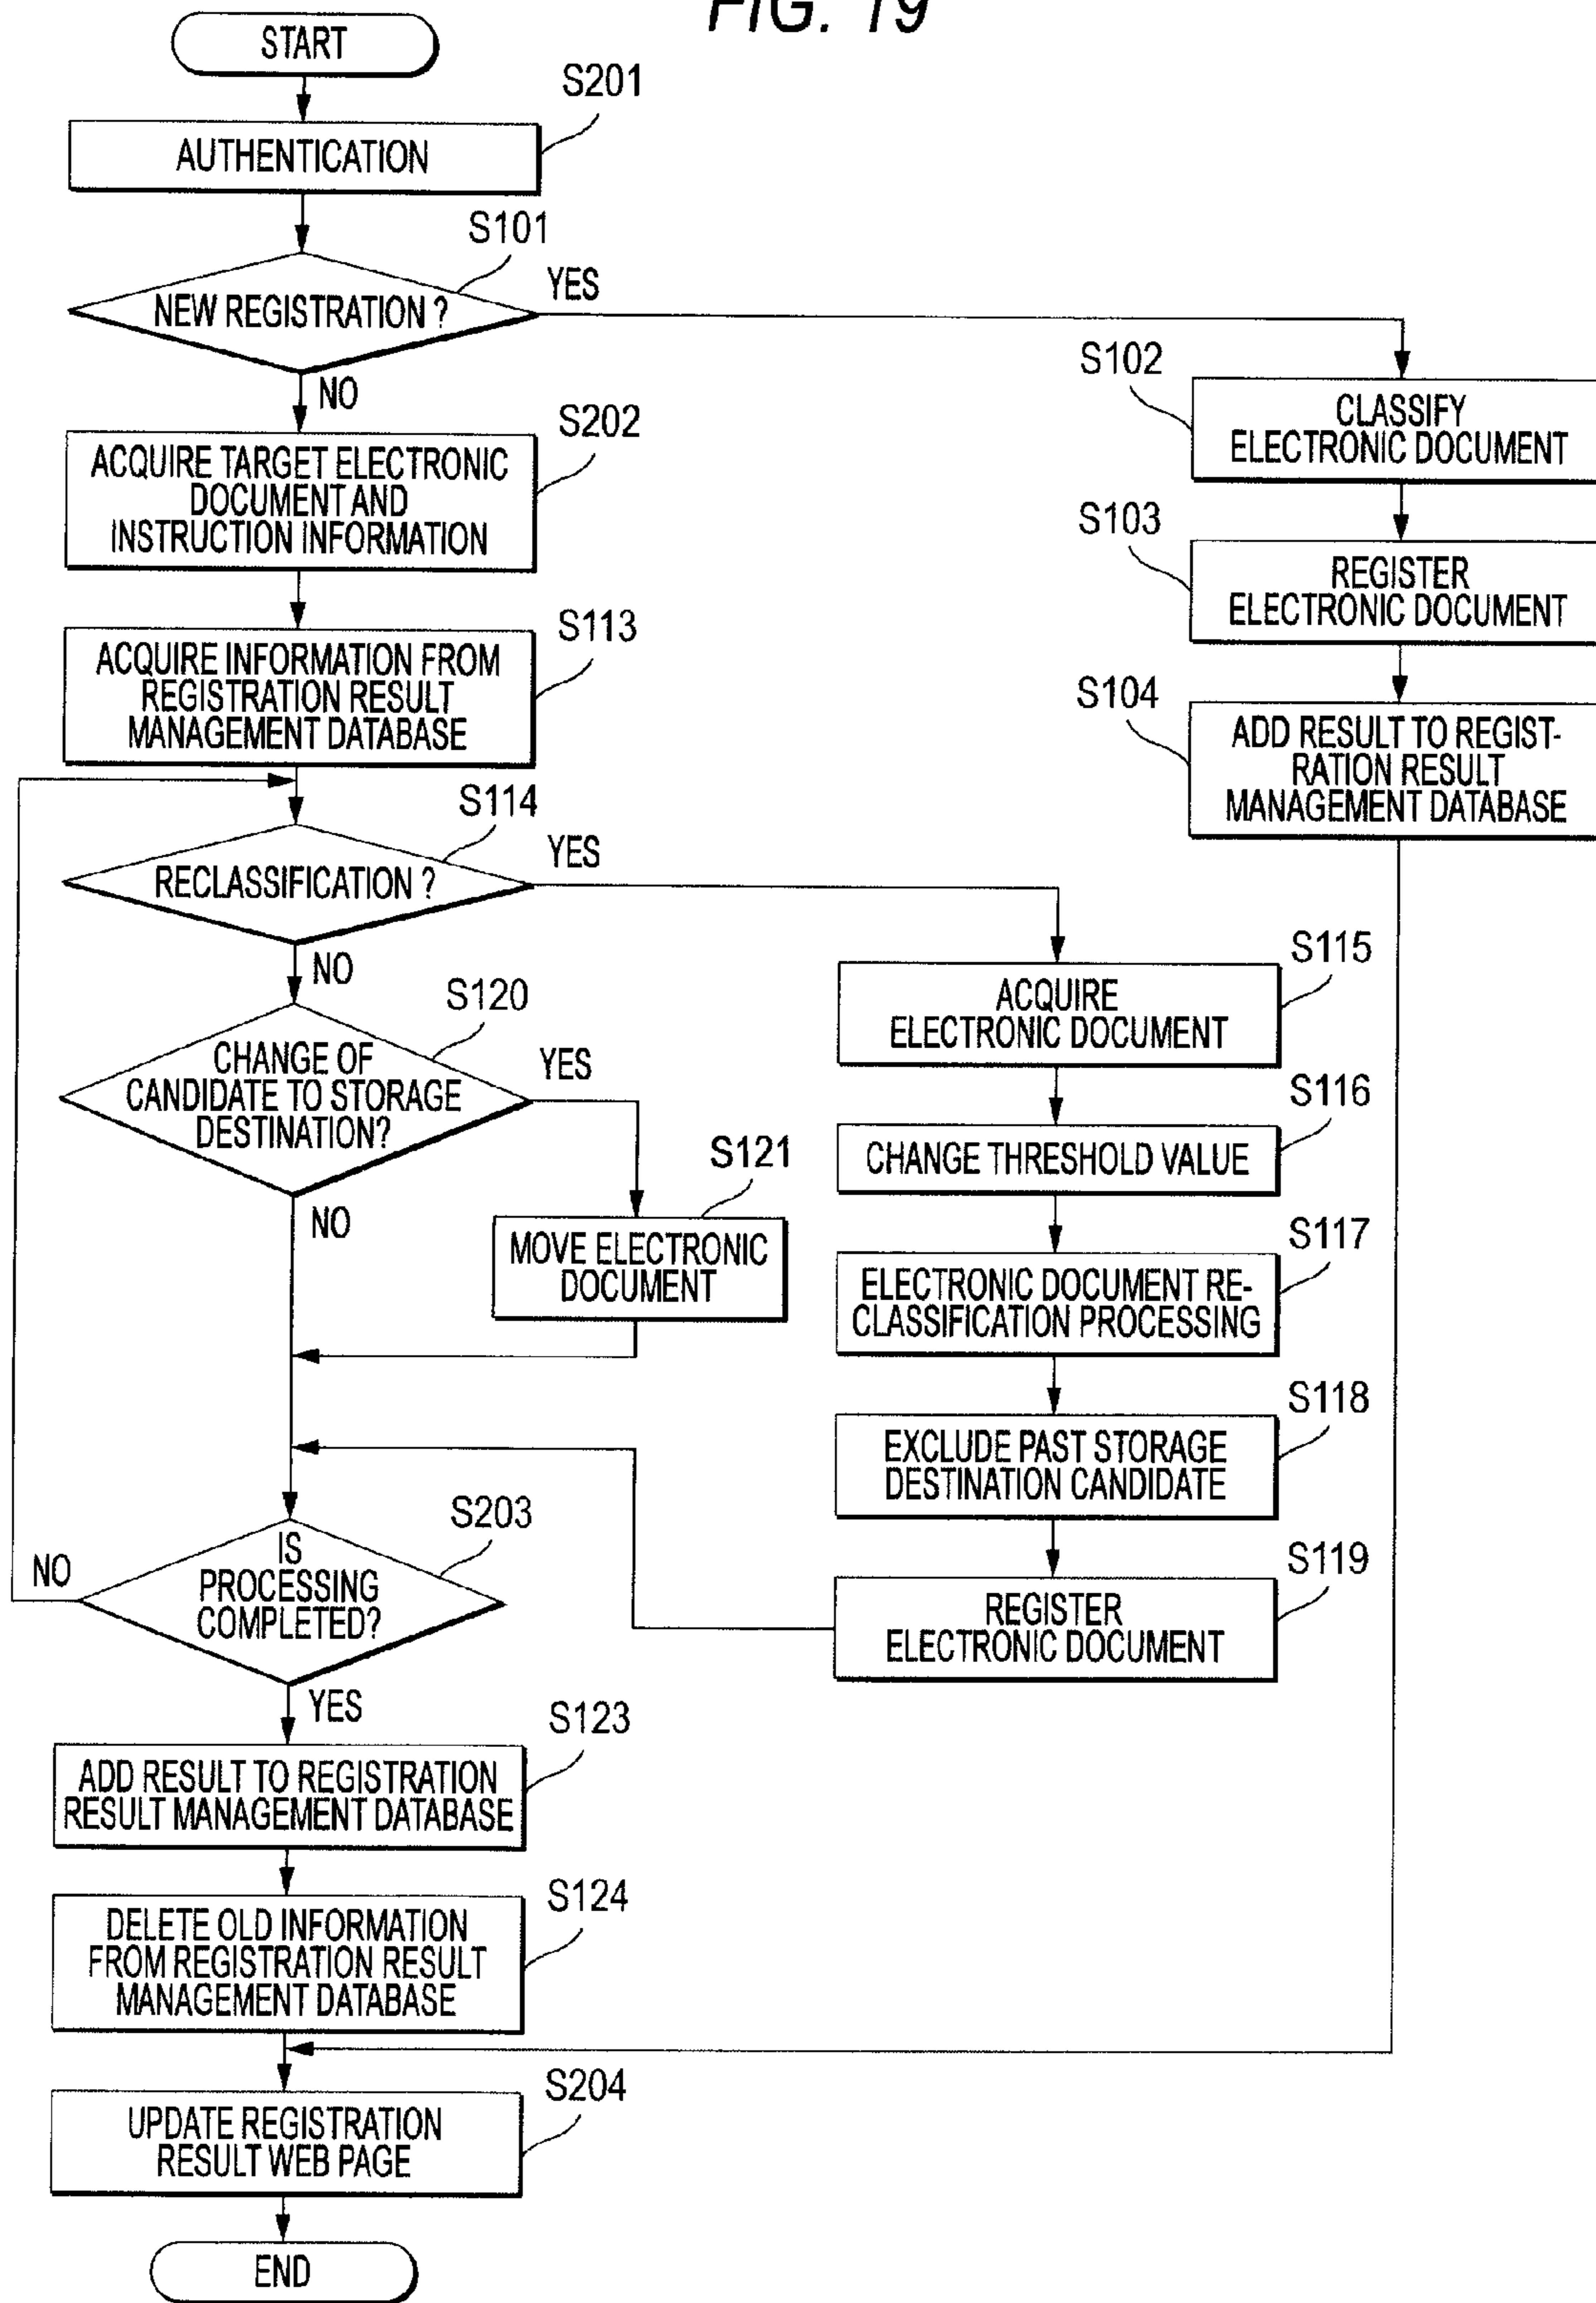 FIG. 19
START
S201
AUTHENTICATION
S101
NEW REGISTRATION ?
YES
NO
S202
ACQUIRE TARGET ELECTRONIC
DOCUMENT AND
INSTRUCTION INFORMATION
S113
ACQUIRE INFORMATION FROM
REGISTRATION RESULT
MANAGEMENT DATABASE
S102
CLASSIFY
ELECTRONIC DOCUMENT
S103
REGISTER
ELECTRONIC DOCUMENT
S104
ADD RESULT TO REGIST-
RATION RESULT
MANAGEMENT DATABASE
S114
RECLASSIFICATION ?
YES
NO
S120
CHANGE OF
CANDIDATE TO STORAGE
DESTINATION?
YES
NO
S121
MOVE ELECTRONIC
DOCUMENT
S115
ACQUIRE
ELECTRONIC DOCUMENT
S116
CHANGE THRESHOLD VALUE
S117
ELECTRONIC DOCUMENT RE-
CLASSIFICATION PROCESSING
S118
EXCLUDE PAST STORAGE
DESTINATION CANDIDATE
S119
REGISTER
ELECTRONIC DOCUMENT
S203
IS
PROCESSING
COMPLETED?
NO
YES
S123
ADD RESULT TO REGISTRATION
RESULT MANAGEMENT DATABASE
S124
DELETE OLD INFORMATION
FROM REGISTRATION RESULT
MANAGEMENT DATABASE
S204
UPDATE REGISTRATION
RESULT WEB PAGE
END